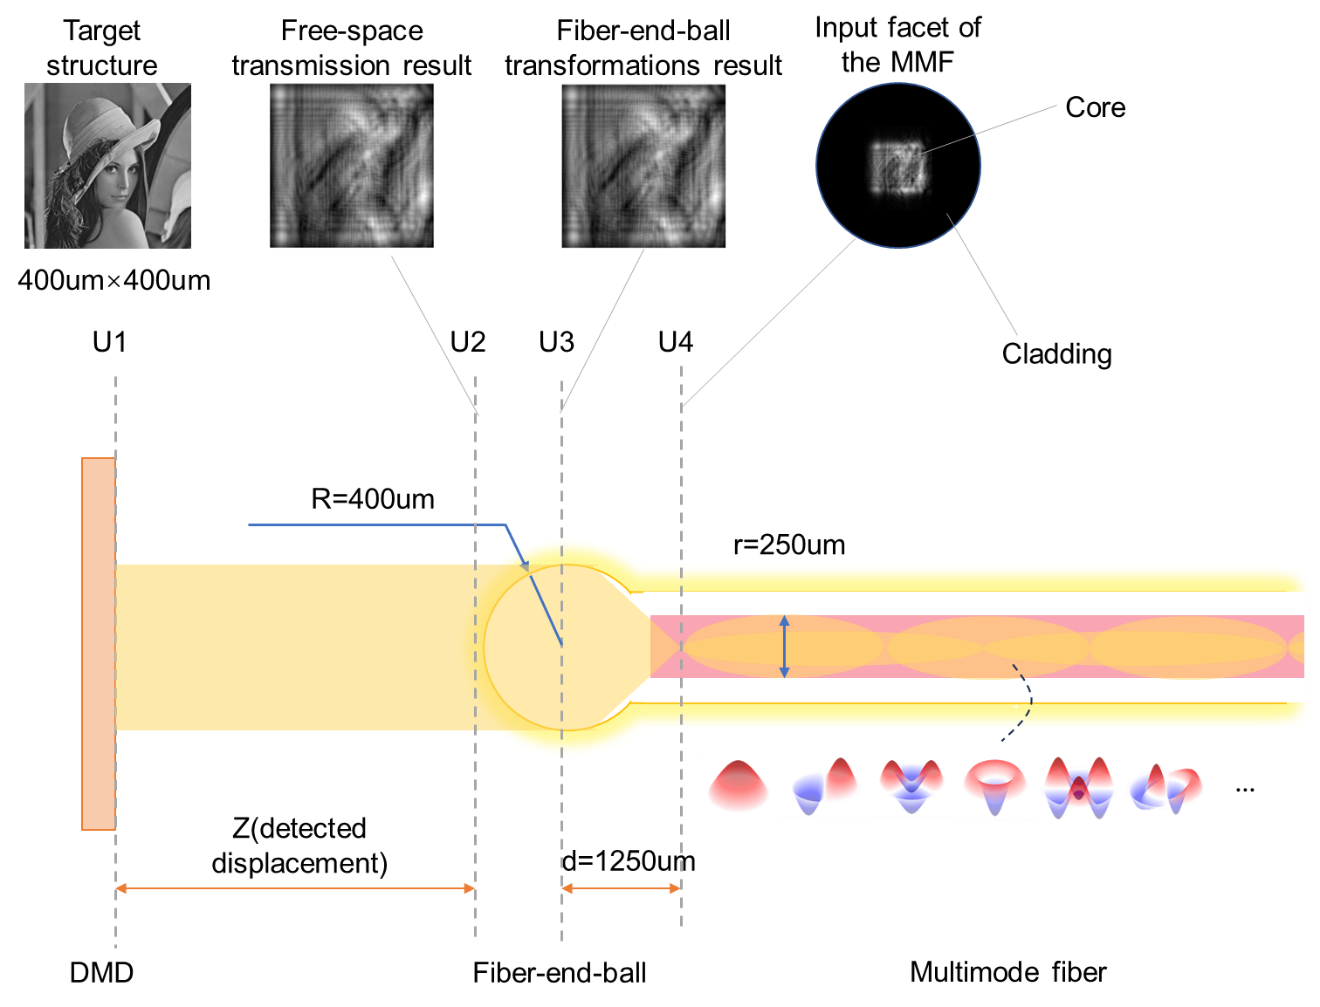 Target
structure
Free-space
transmission result
Fiber-end-ball
transformations result
Input facet of
the MMF
Core
400um×400um
Cladding
U1
U2
U3
U4
R=400um
r=250um
Z(detected
displacement)
d=1250um
...
DMD
Fiber-end-ball
Multimode fiber